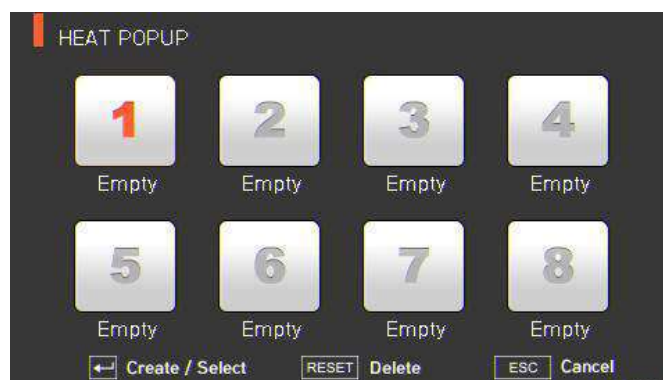 HEAT POPUP
1 2 3 4
Empty Empty Empty Empty
5 6 7 8
Empty Empty Empty Empty
Create / Select RESET Delete ESC Cancel